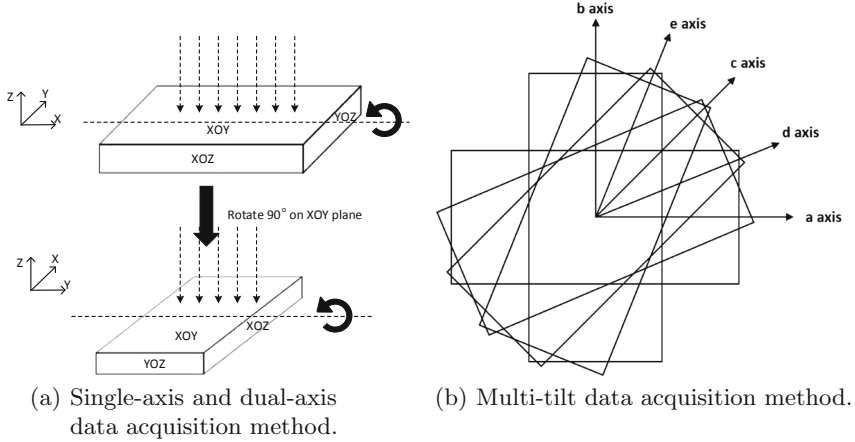 Z
Y
X
XOY
YOZ
XOZ
Rotate 90° on XOY plane
Z
X
Y
XOY
XOZ
YOZ
(a) Single-axis and dual-axis
data acquisition method.
b axis
e axis
c axis
d axis
a axis
(b) Multi-tilt data acquisition method.